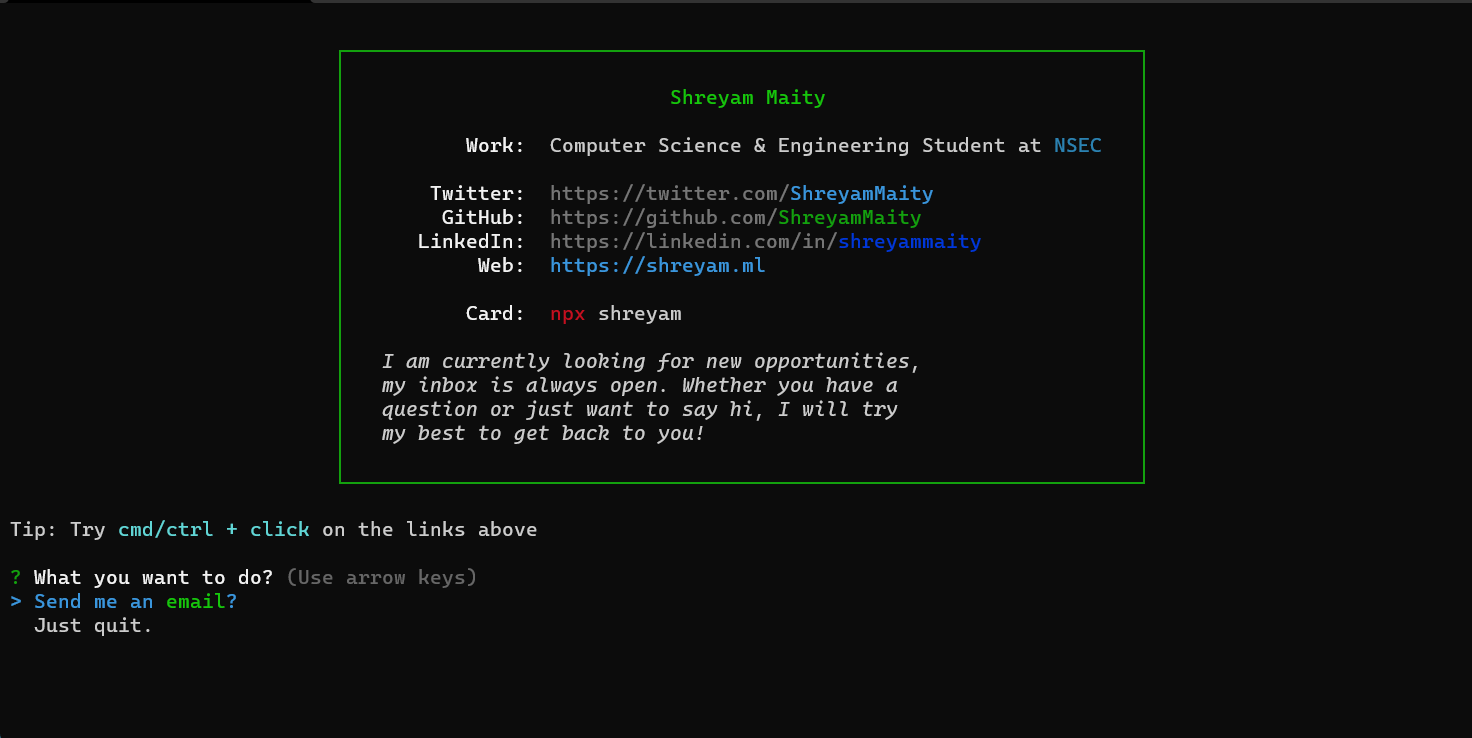 Shreyam Maity
Work: Computer Science & Engineering Student at NSEC
Twitter: https://twitter.com/ShreyamMaity
GitHub: https://github.com/ShreyamMaity
LinkedIn: https://linkedin.com/in/shreyammaity
Web: https://shreyam.ml
Card: npx shreyam
I am currently looking for new opportunities,
my inbox is always open. Whether you have a
question or just want to say hi, I will try
my best to get back to you!
Tip: Try cmd/ctrl + click on the links above
? What you want to do? (Use arrow keys)
> Send me an email?
Just quit.